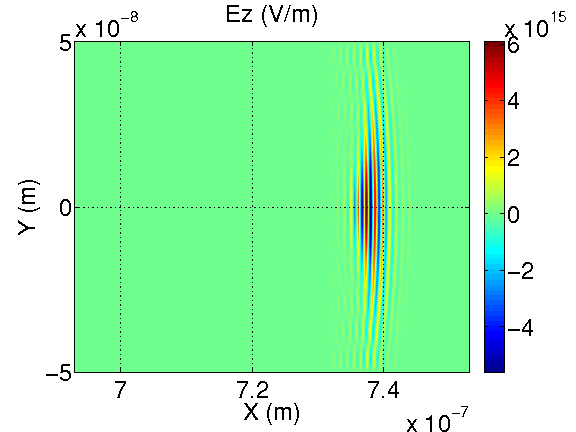 Ez (V/m)
x 10^-8
x 10^15
5
0
−5
Y (m)
7
7.2
7.4
X (m)
x 10^-7
6
4
2
0
−2
−4